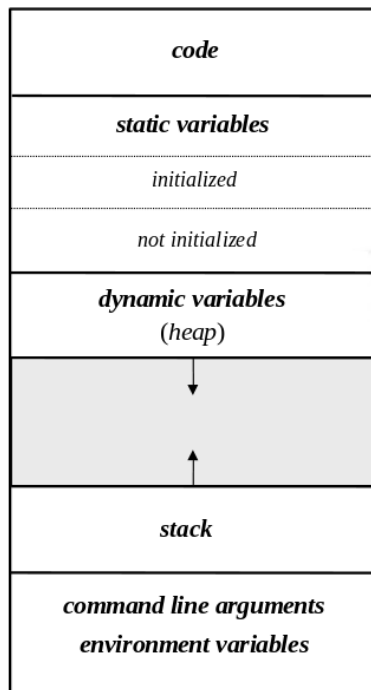 code
static variables
initialized
not initialized
dynamic variables
(heap)
stack
command line arguments
environment variables